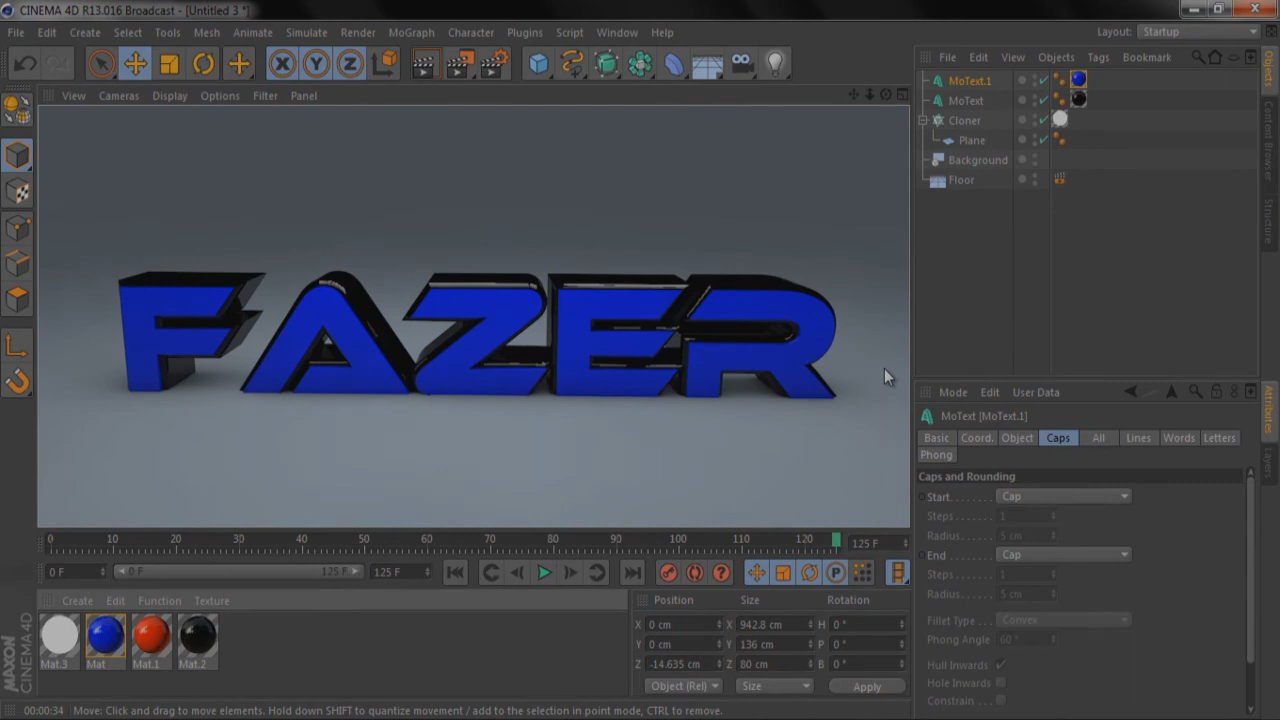 CINEMA 4D R13.016 Broadcast - [Untitled 3 *]
File Edit Create Select Tools Mesh Animate Simulate Render MoGraph Character Plugins Script Window Help Layout: Startup
X Y Z
File Edit View Objects Tags Bookmark
View Cameras Display Options Filter Panel
MoText.1
MoText
Cloner
Plane
Background
Floor
Objects
Content Browser
Structure
FAZER
Mode Edit User Data
MoText [MoText.1]
Basic Coord. Object Caps All Lines Words Letters
Phong
Attributes
Layers
Caps and Rounding
Start Cap
Steps 1
Radius 5 cm
End Cap
Steps 1
Radius 5 cm
Fillet Type Convex
Phong Angle 60 °
Hull Inwards
Hole Inwards
Constrain
0 10 20 30 40 50 60 70 80 90 100 110 120 125 F
0 F 0 F 125 F 125 F
P
Create Edit Function Texture
Mat.3 Mat Mat.1 Mat.2
Position Size Rotation
X 0 cm X 942.8 cm H 0 °
Y 0 cm Y 136 cm P 0 °
Z -14.635 cm Z 80 cm B 0 °
Object (Rel) Size Apply
MAXON
CINEMA 4D
00:00:34 Move: Click and drag to move elements. Hold down SHIFT to quantize movement / add to the selection in point mode, CTRL to remove.